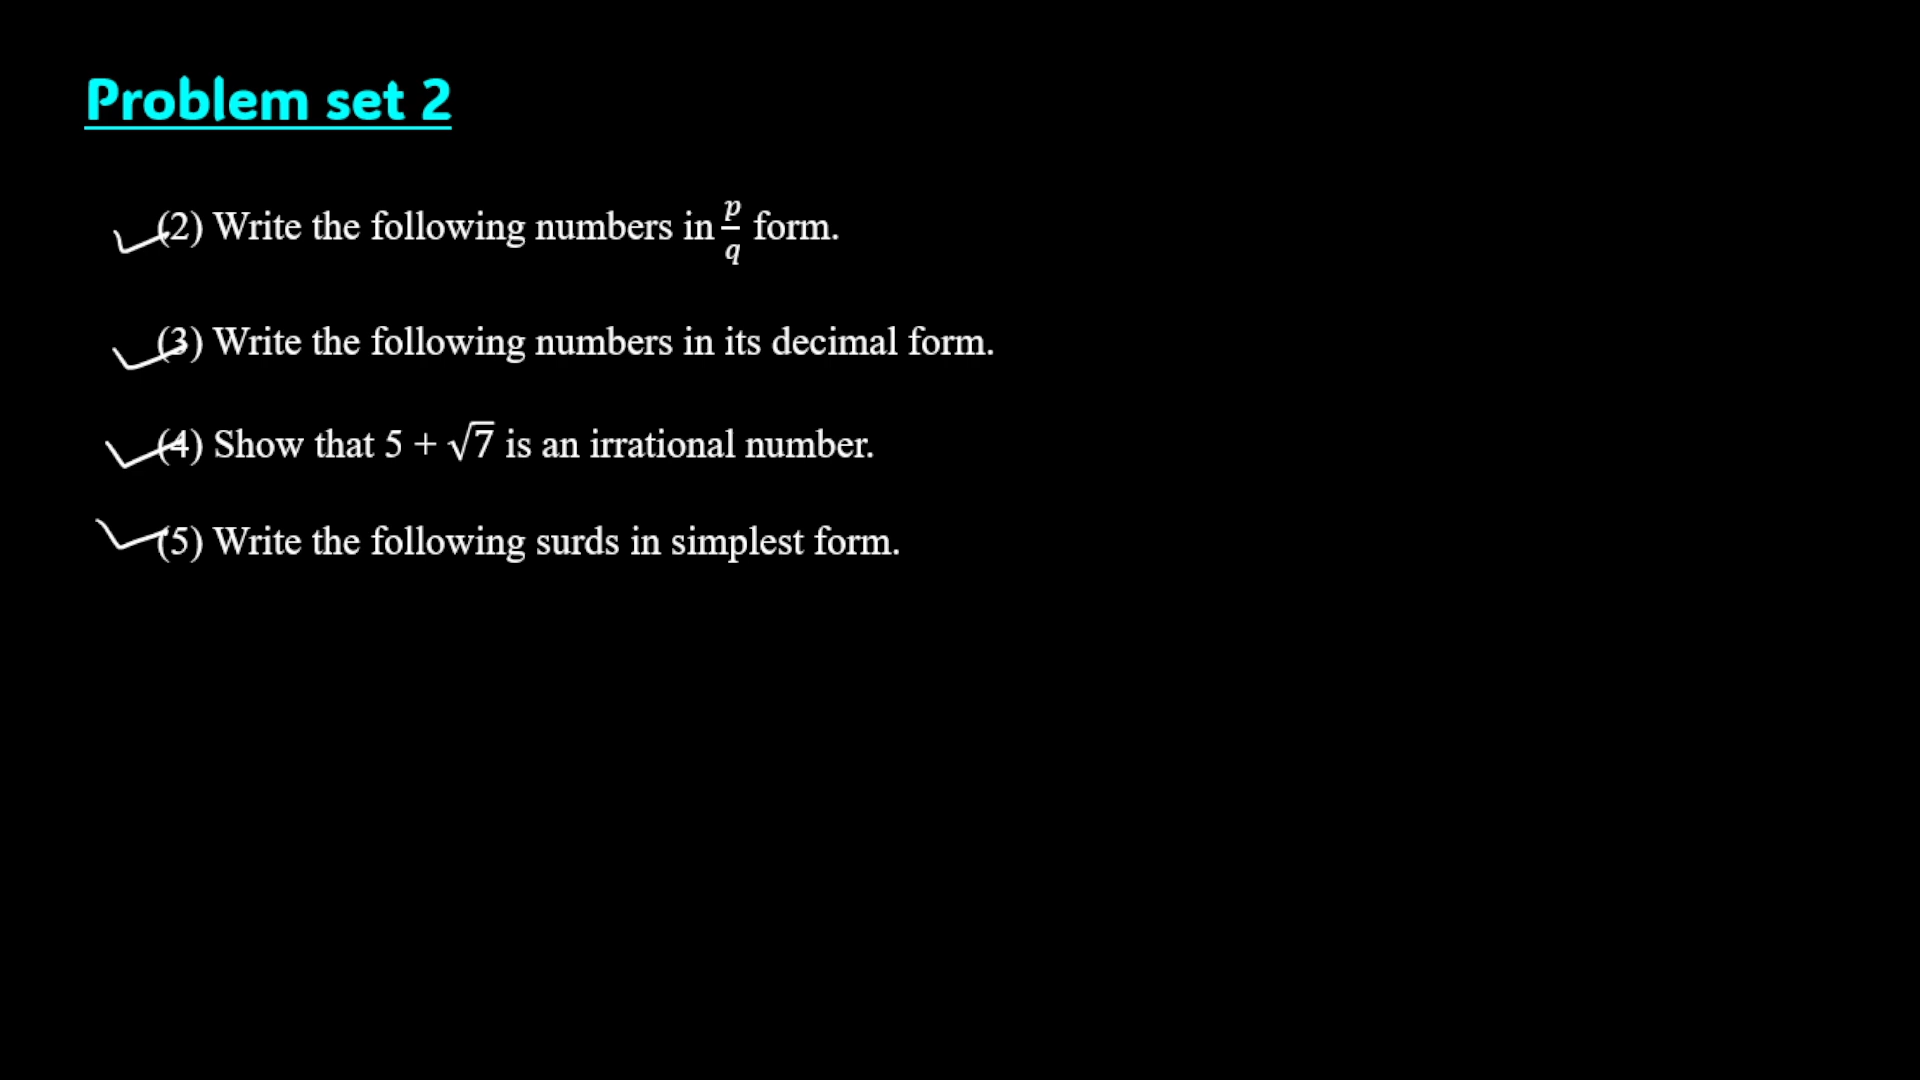 Problem set 2
(2) Write the following numbers in p/q form.
(3) Write the following numbers in its decimal form.
(4) Show that 5 + √7 is an irrational number.
(5) Write the following surds in simplest form.